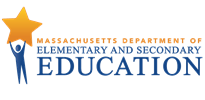 MASSACHUSETTS DEPARTMENT OF
ELEMENTARY AND SECONDARY
EDUCATION